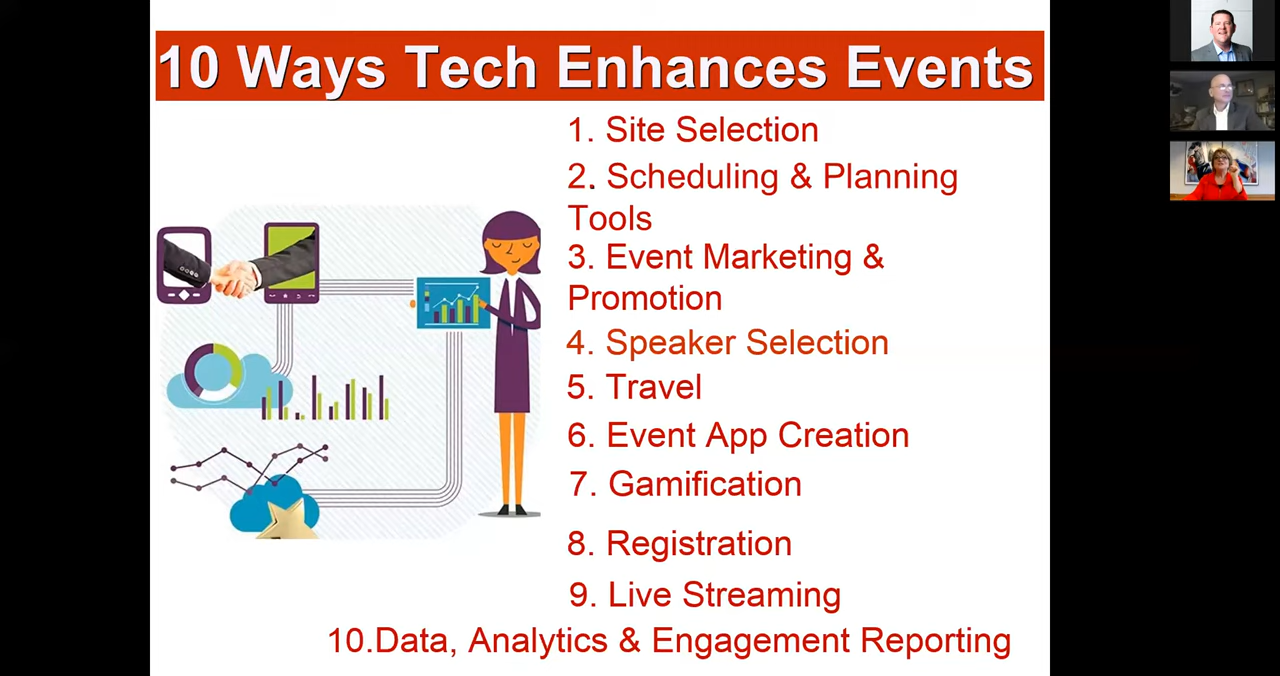 10 Ways Tech Enhances Events
1. Site Selection
2. Scheduling & Planning
Tools
3. Event Marketing &
Promotion
4. Speaker Selection
5. Travel
6. Event App Creation
7. Gamification
8. Registration
9. Live Streaming
10.Data, Analytics & Engagement Reporting